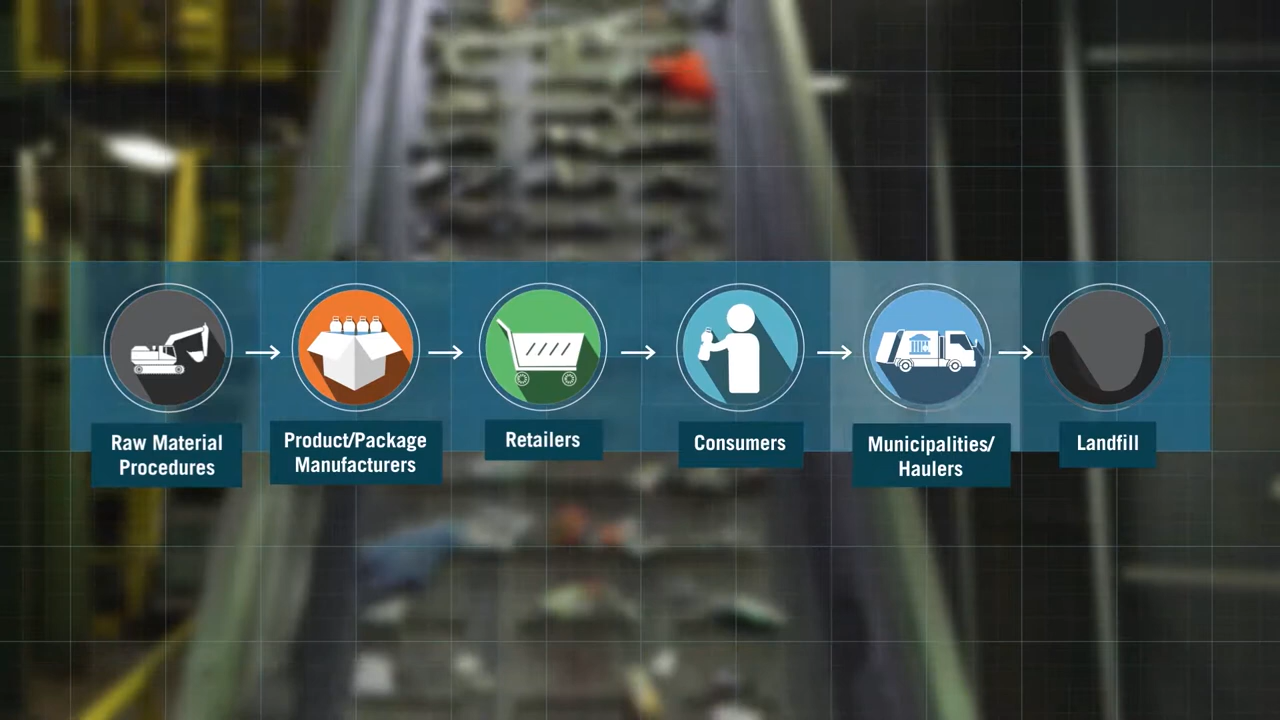 Raw Material
Procedures
Product/Package
Manufacturers
Retailers
Consumers
Municipalities/
Haulers
Landfill